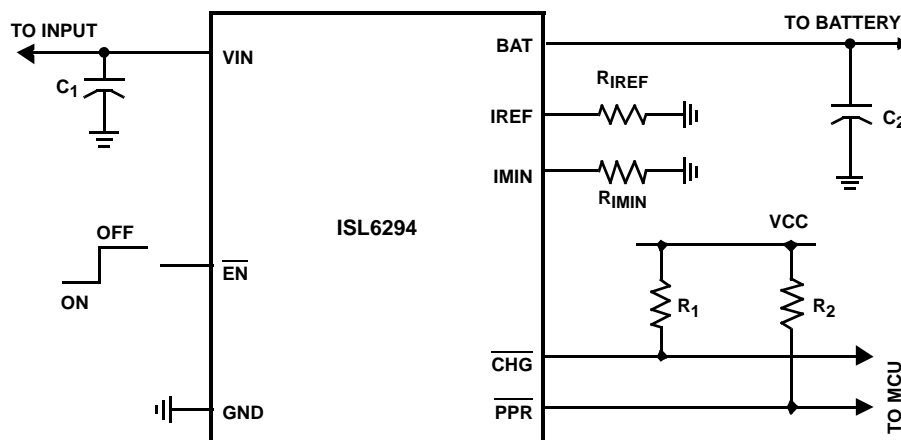 TO INPUT
TO BATTERY
VIN
BAT
C1
RIREF
C2
IREF
IMIN
RIMIN
ISL6294
VCC
OFF
EN
ON
R1
R2
CHG
GND
PPR
TO MCU